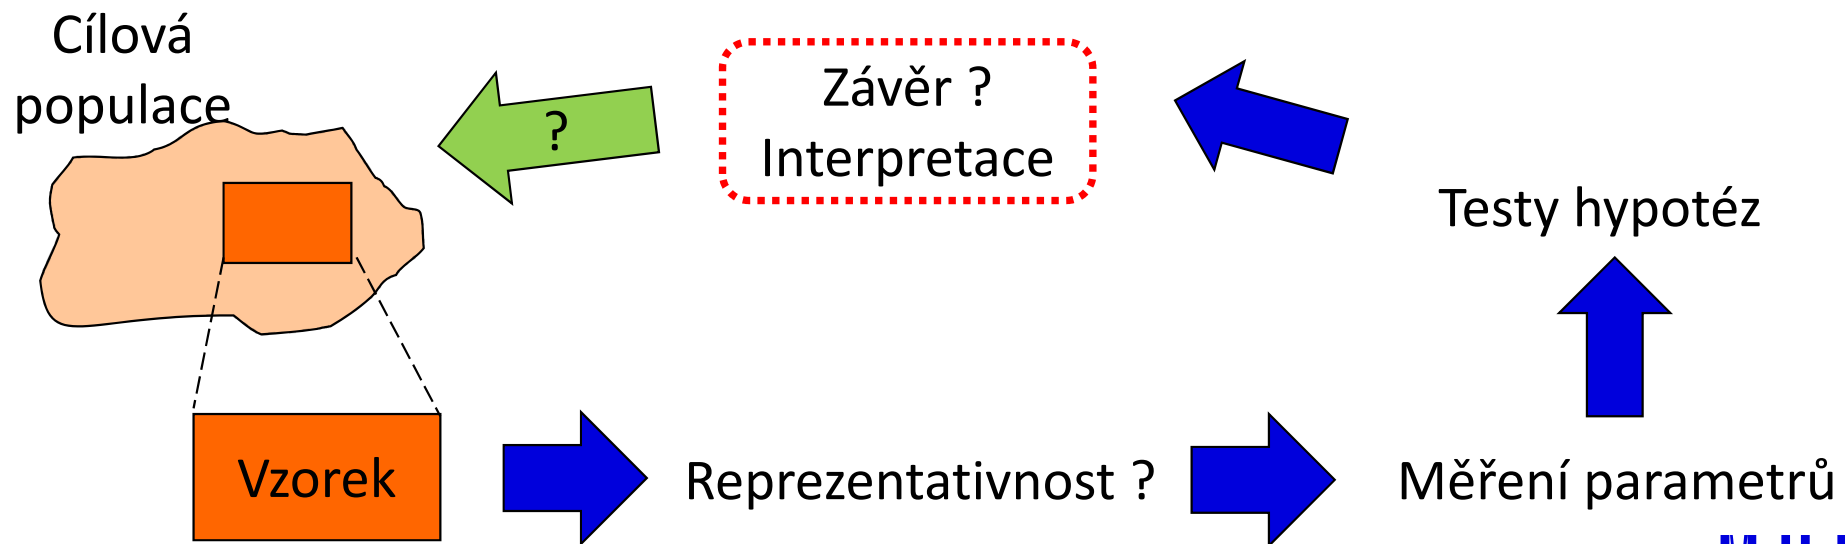 Cílová
populace
?
Závěr ?
Interpretace
Testy hypotéz
Vzorek
Reprezentativnost ?
Měření parametrů